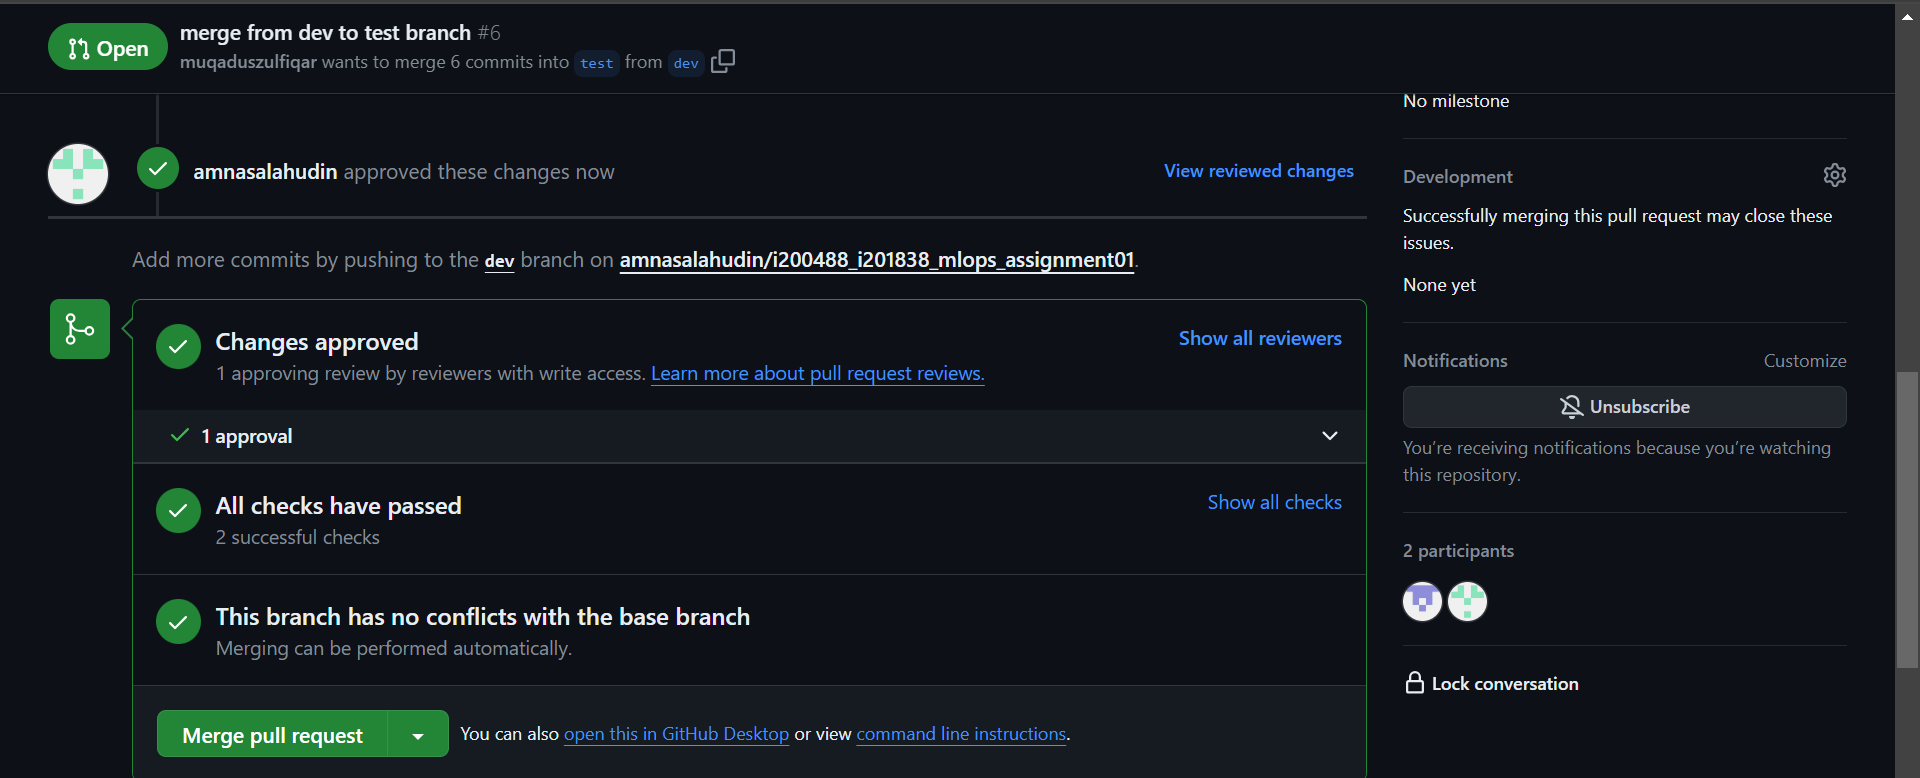 Open
merge from dev to test branch #6
muqaduszulfiqar wants to merge 6 commits into test from dev
No milestone
amnasalahudin approved these changes now
View reviewed changes
Development
Successfully merging this pull request may close these
issues.
None yet
Add more commits by pushing to the dev branch on amnasalahudin/i200488_i201838_mlops_assignment01.
Changes approved
Show all reviewers
1 approving review by reviewers with write access. Learn more about pull request reviews.
1 approval
All checks have passed
Show all checks
2 successful checks
This branch has no conflicts with the base branch
Merging can be performed automatically.
Merge pull request
You can also open this in GitHub Desktop or view command line instructions.
Notifications
Customize
Unsubscribe
You’re receiving notifications because you’re watching
this repository.
2 participants
Lock conversation